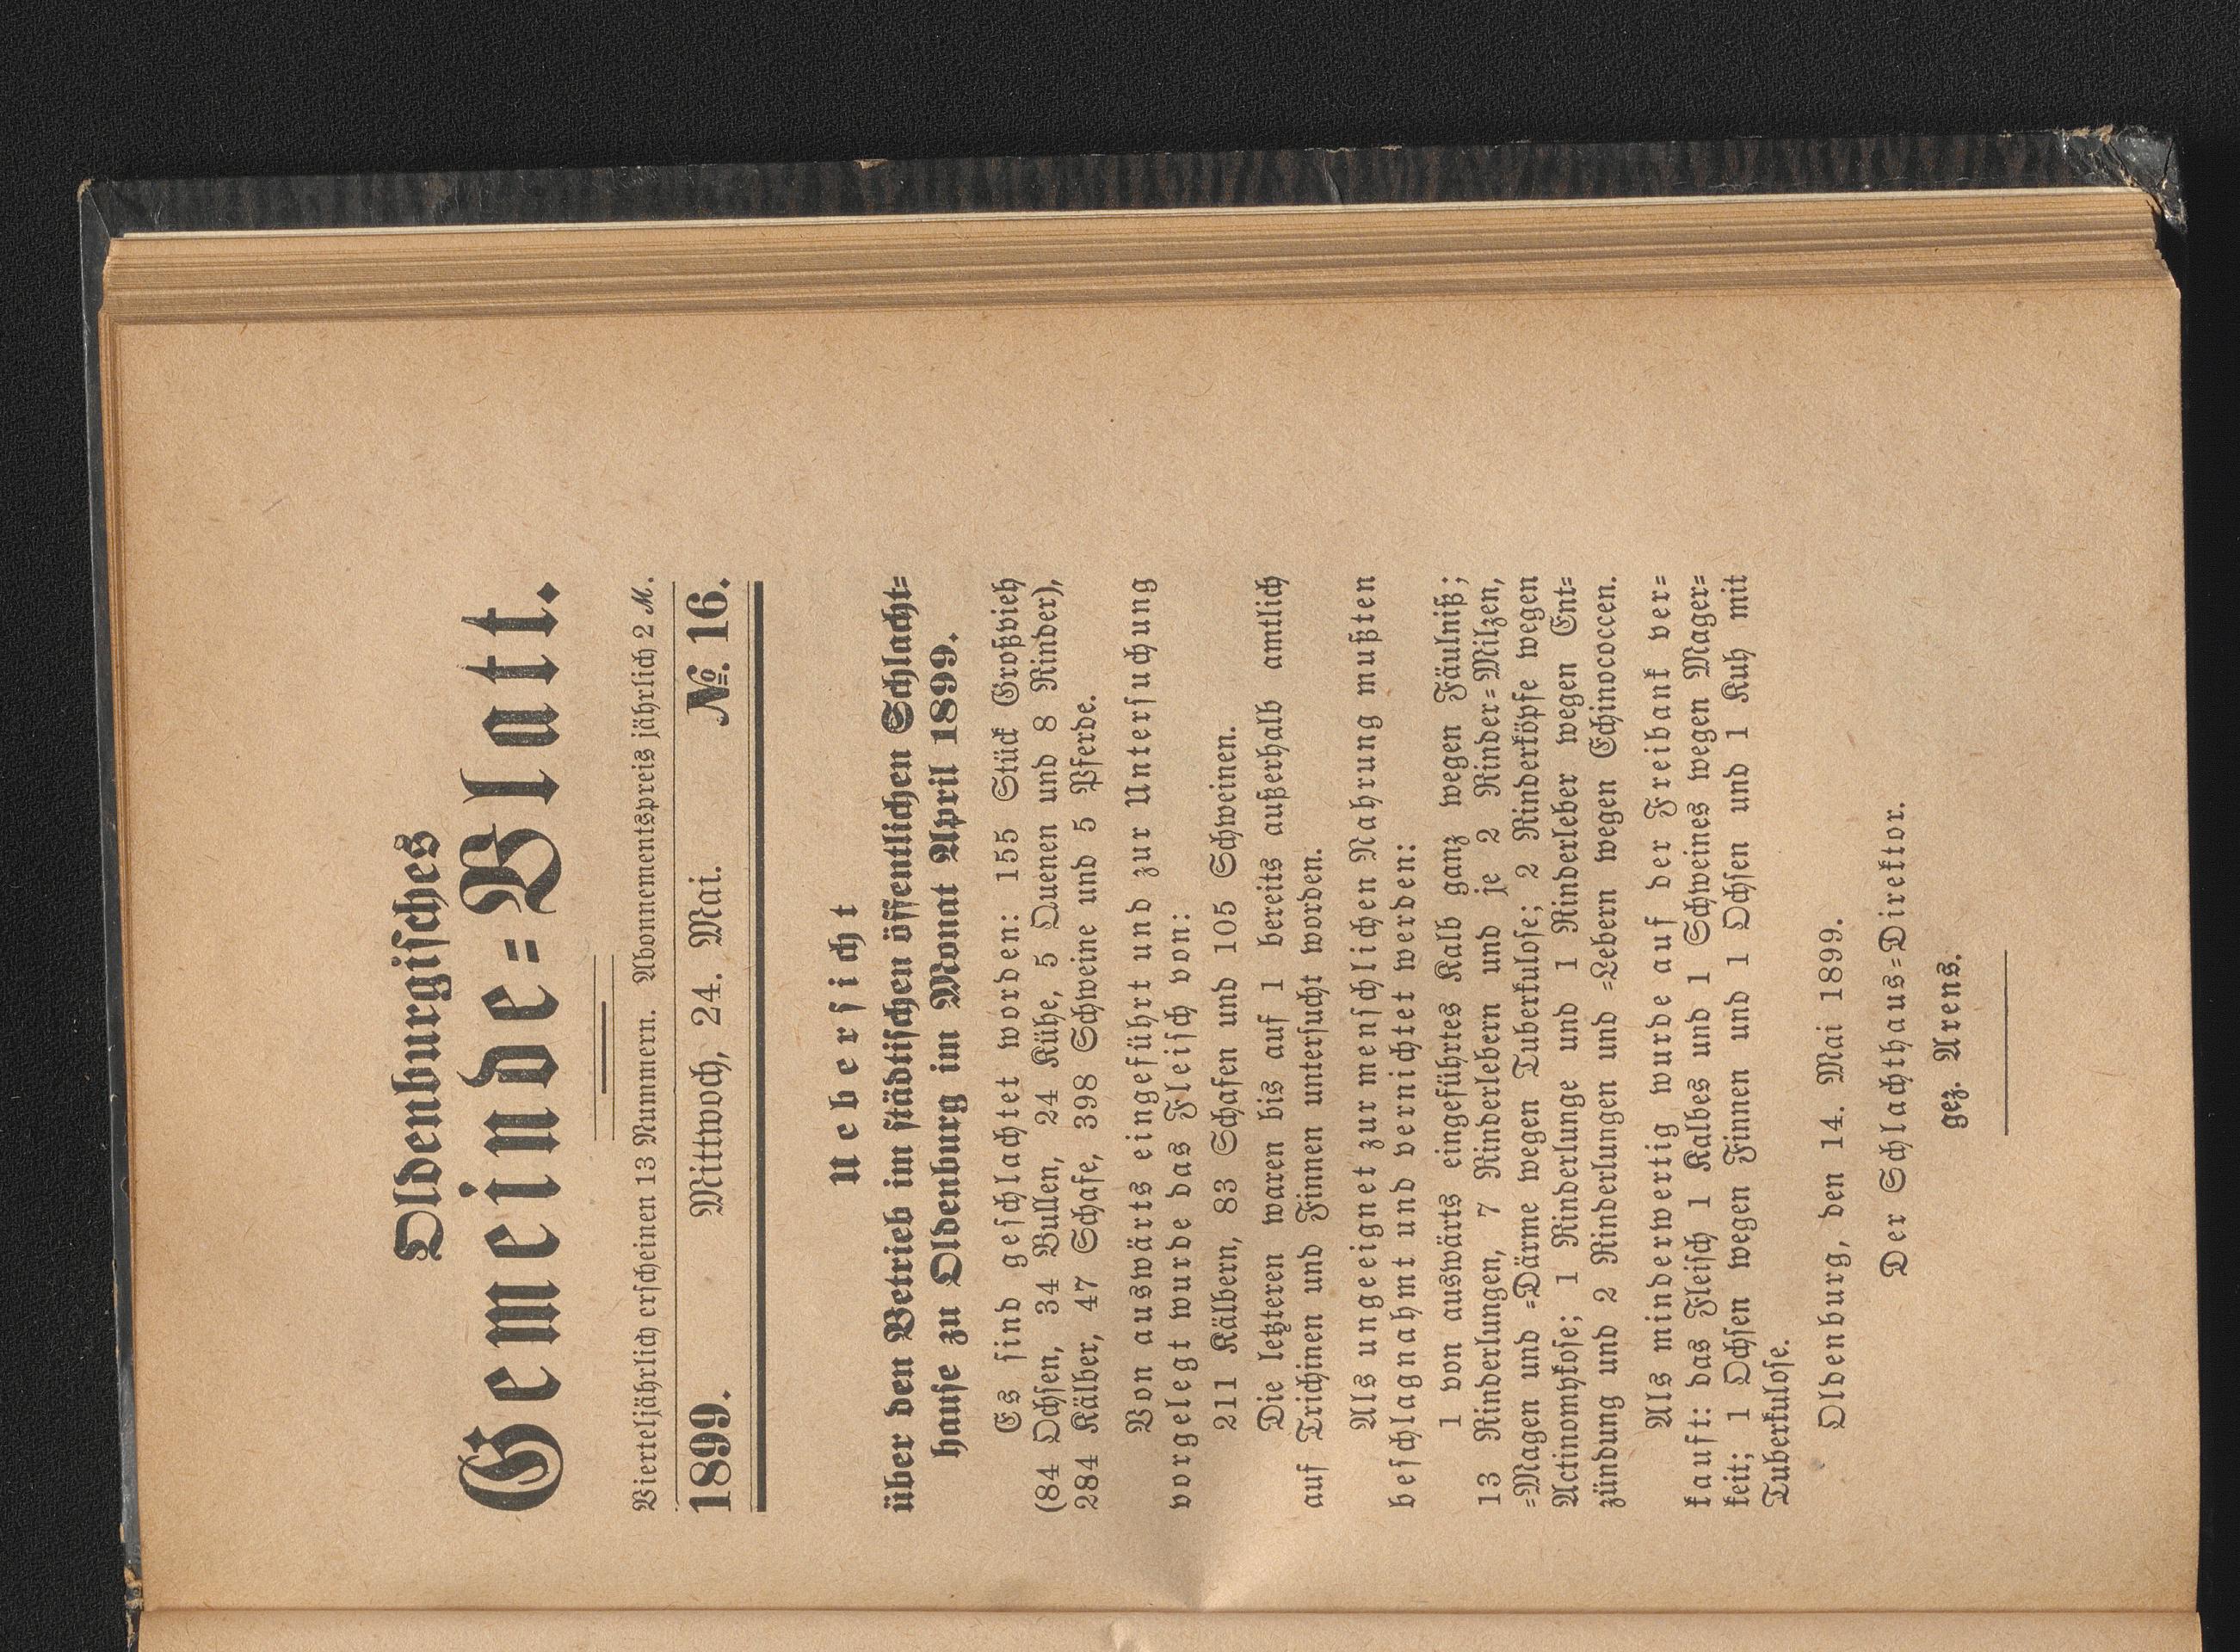 Oldenburgisches
Gemeinde=Blatt.
Vierteljährlich erscheinen 13 Nummern. Abonnementspreis jährlich 2 M.
1899. Mittwoch, 24. Mai. №. 16.
Uebersicht
über den Betrieb im städtischen öffentlichen Schlacht=
hause zu Oldenburg im Monat April 1899.
Es sind geschlachtet worden: 155 Stück Großvieh
(84 Ochsen, 34 Bullen, 24 Kühe, 5 Quenen und 8 Rinder),
284 Kälber, 47 Schafe, 398 Schweine und 5 Pferde.
Von auswärts eingeführt und zur Untersuchung
vorgelegt wurde das Fleisch von:
211 Kälbern, 83 Schafen und 105 Schweinen.
Die letzteren waren bis auf 1 bereits außerhalb amtlich
auf Trichinen und Finnen untersucht worden.
Als ungeeignet zur menschlichen Nahrung mußten
beschlagnahmt und vernichtet werden:
1 von auswärts eingeführtes Kalb ganz wegen Fäulniß;
13 Rinderlungen, 7 Rinderlebern und je 2 Rinder=Milzen,
=Magen und =Därme wegen Tuberkulose; 2 Rinderköpfe wegen
Actinomykose; 1 Rinderlunge und 1 Rinderleber wegen Ent=
zündung und 2 Rinderlungen und =Lebern wegen Echinococcen.
Als minderwertig wurde auf der Freibank ver=
kauft: das Fleisch 1 Kalbes und 1 Schweines wegen Mager=
keit; 1 Ochsen wegen Finnen und 1 Ochsen und 1 Kuh mit
Tuberkulose.
Oldenburg, den 14. Mai 1899.
Der Schlachthaus=Direktor.
gez. Arens.